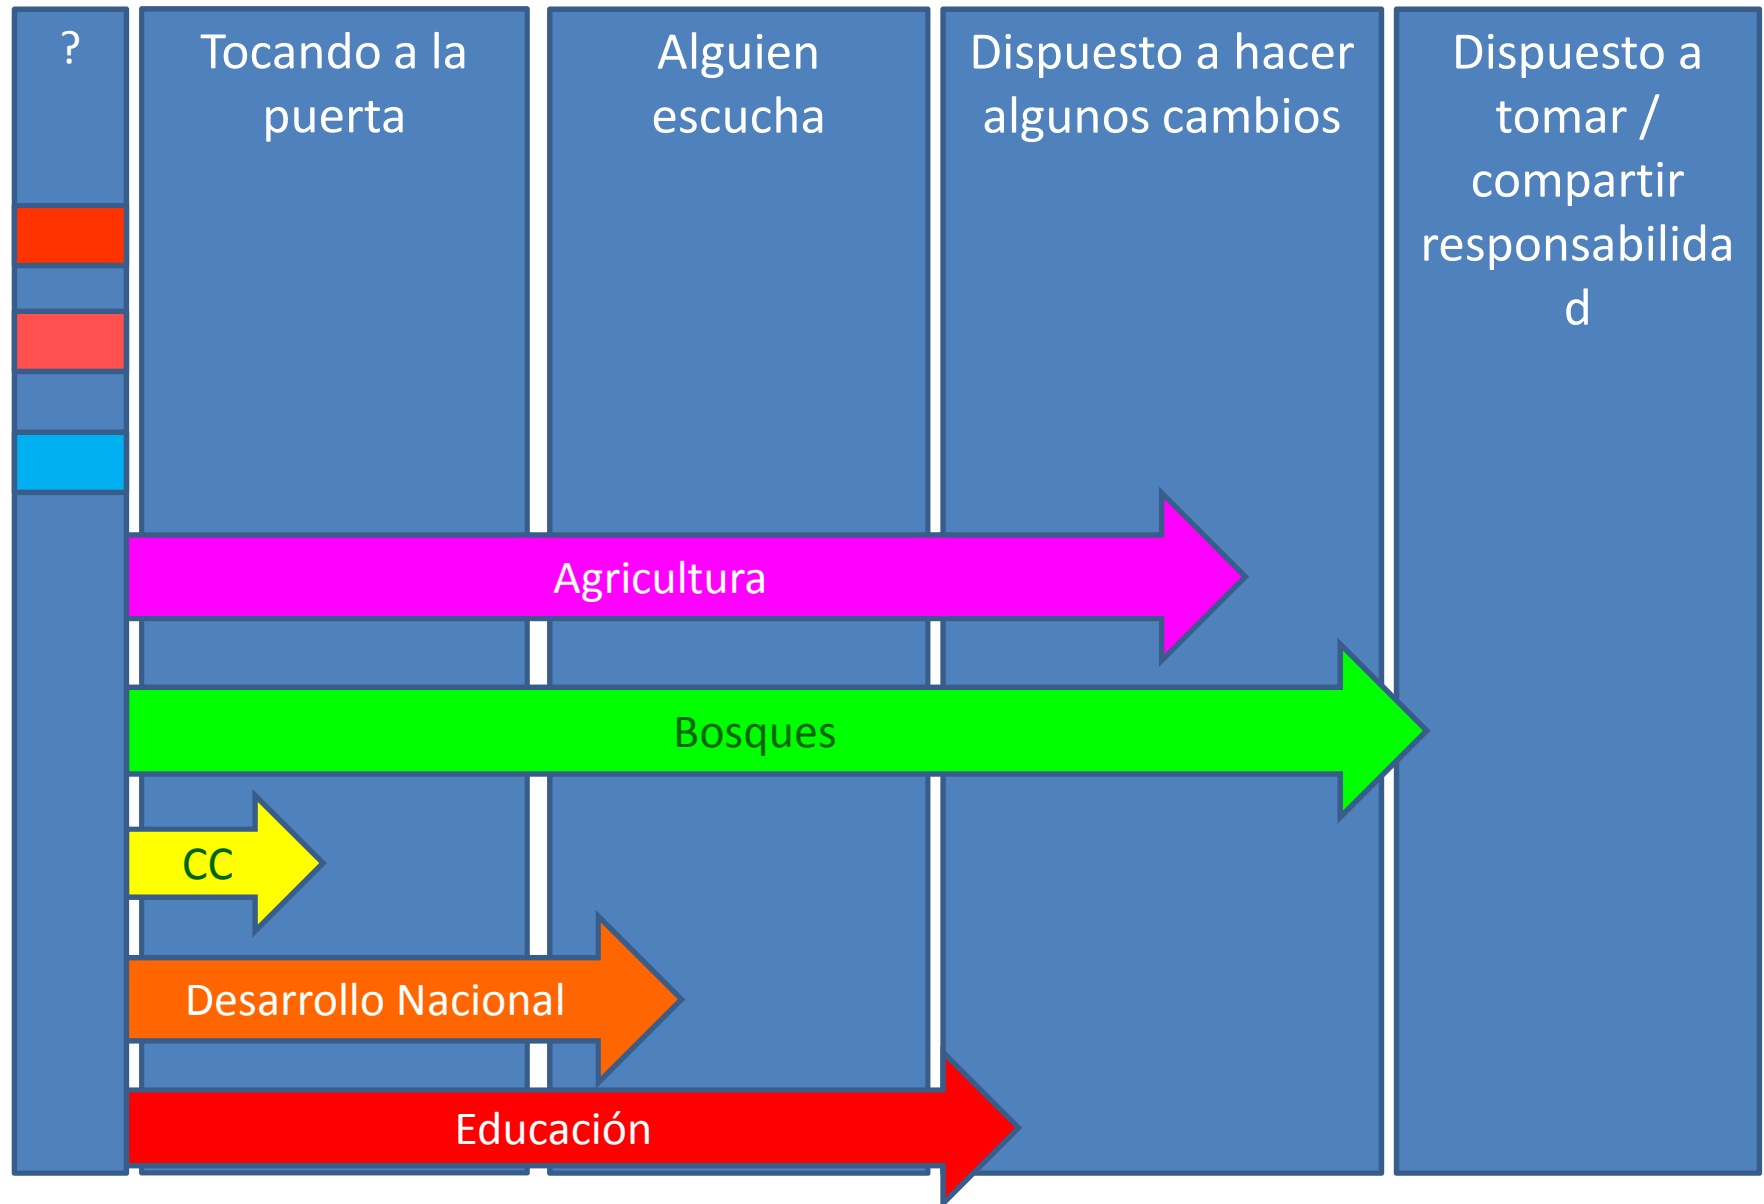 ?
Tocando a la
puerta
Alguien
escucha
Dispuesto a hacer
algunos cambios
Dispuesto a
tomar /
compartir
responsabilida
d
Agricultura
Bosques
CC
Desarrollo Nacional
Educación